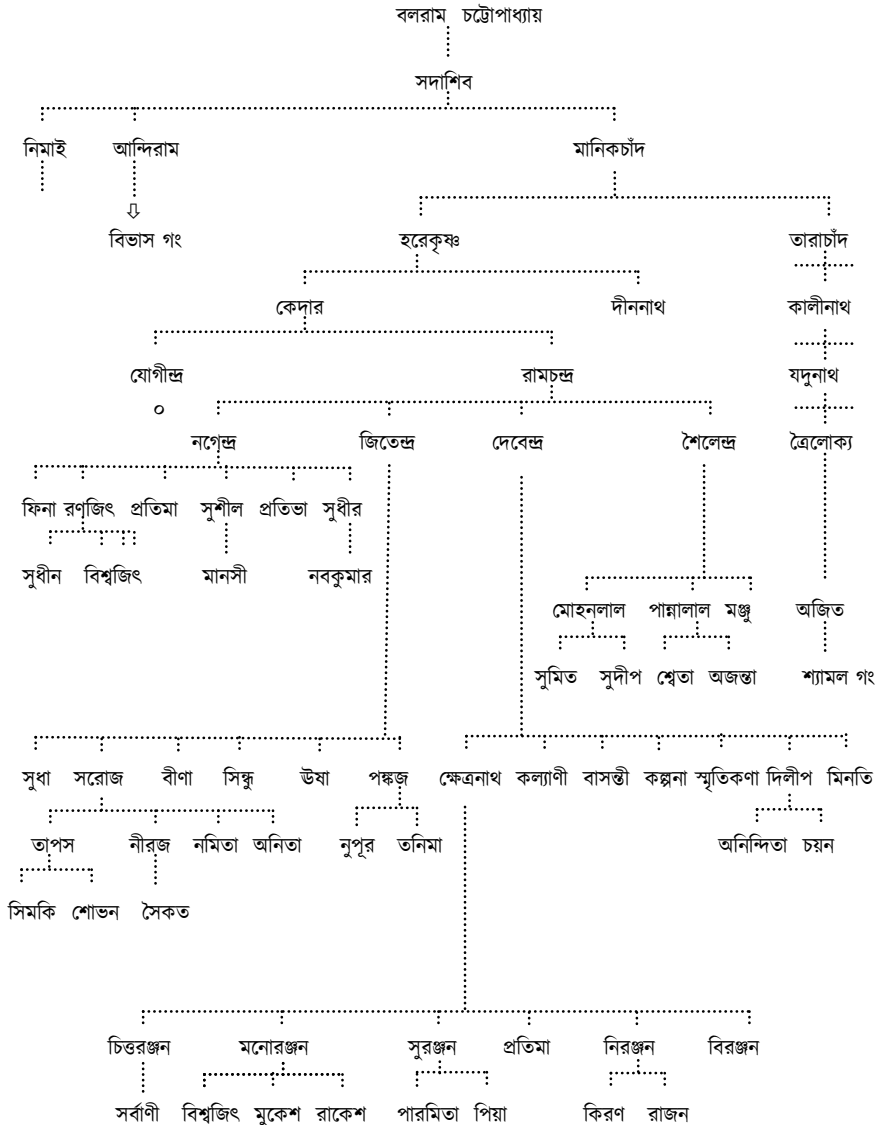 বলরাম চট্টোপাধ্যায়
সদাশিব
নিমাই আন্দিরাম মানিকচাঁদ
বিভাস গং হরেকৃষ্ণ তারাচাঁদ
কেদার দীননাথ কালীনাথ
যোগীন্দ্র রামচন্দ্র যদুনাথ
০
নগেন্দ্র জিতেন্দ্র দেবেন্দ্র শৈলেন্দ্র ত্রৈলোক্য
ফিনা রণজিৎ প্রতিমা সুশীল প্রতিভা সুধীর
সুধীন বিশ্বজিৎ মানসী নবকুমার
মোহনলাল পান্নালাল মঞ্জু অজিত
সুমিত সুদীপ শ্বেতা অজন্তা শ্যামল গং
সুধা সরোজ বীণা সিন্ধু ঊষা পঙ্কজ ক্ষেত্রনাথ কল্যাণী বাসন্তী কল্পনা স্মৃতিকণা দিলীপ মিনতি
তাপস নীরজ নমিতা অনিতা নুপূর তনিমা অনিন্দিতা চয়ন
সিমকি শোভন সৈকত
চিত্তরঞ্জন মনোরঞ্জন সুরঞ্জন প্রতিমা নিরঞ্জন বিরঞ্জন
সর্বাণী বিশ্বজিৎ মুকেশ রাকেশ পারমিতা পিয়া কিরণ রাজন